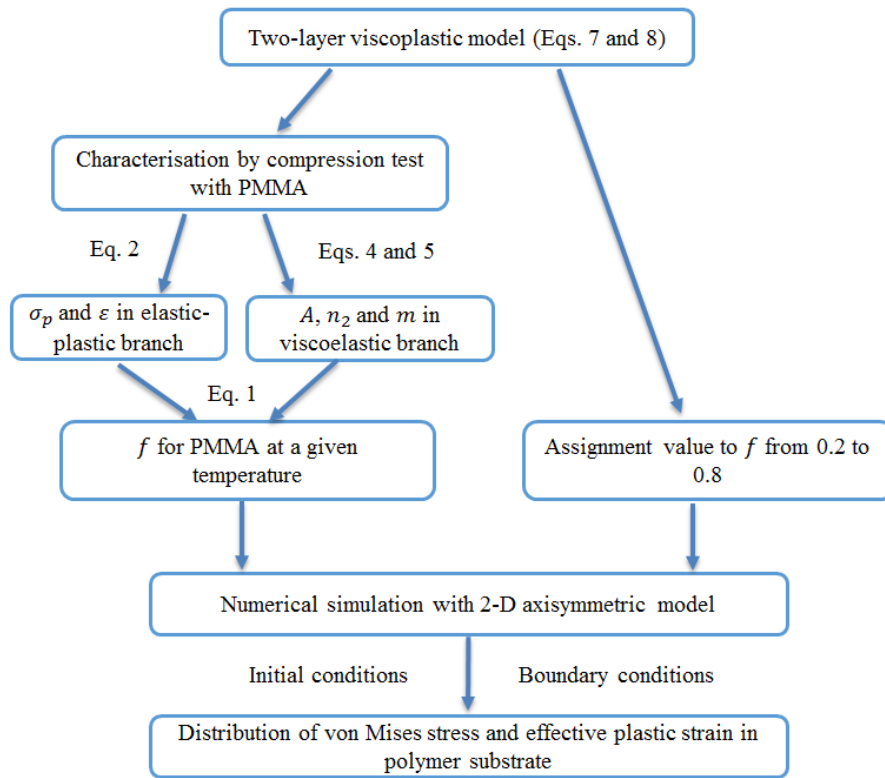 Two-layer viscoplastic model (Eqs. 7 and 8)
Characterisation by compression test
with PMMA
Eq. 2
Eqs. 4 and 5
σₚ and ε in elastic-
plastic branch
A, n₂ and m in
viscoelastic branch
Eq. 1
f for PMMA at a given
temperature
Assignment value to f from 0.2 to
0.8
Numerical simulation with 2-D axisymmetric model
Initial conditions
Boundary conditions
Distribution of von Mises stress and effective plastic strain in
polymer substrate